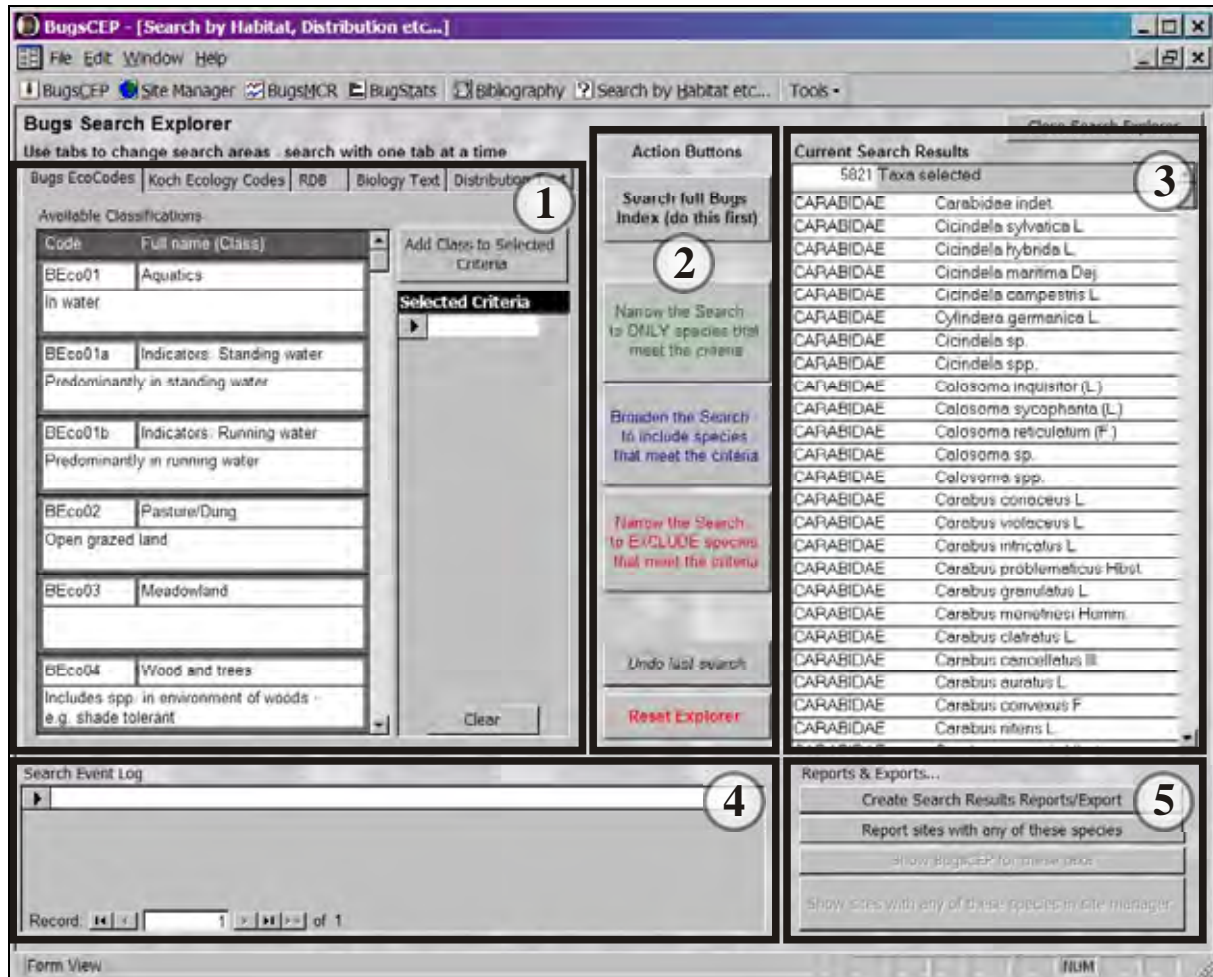 BugsCEP - [Search by Habitat, Distribution etc...]
File Edit Window Help
BugsCEP Site Manager BugsMCR BugStats Bibliography Search by Habitat etc... Tools
Bugs Search Explorer
Close Search Explorer
Use tabs to change search areas - search with one tab at a time
Bugs EcoCodes Koch Ecology Codes RDB Biology Text Distribution Text
1
Available Classifications
Code Full name (Class)
BEco01 Aquatics
In water
BEco01a Indicators: Standing water
Predominantly in standing water
BEco01b Indicators: Running water
Predominantly in running water
BEco02 Pasture/Dung
Open grazed land
BEco03 Meadowland
BEco04 Wood and trees
Includes spp. in environment of woods -
e.g. shade tolerant
Add Class to Selected
Criteria
Selected Criteria
Clear
Action Buttons
Search full Bugs
Index (do this first)
2
Narrow the Search
to ONLY species that
meet the criteria
Broaden the Search
to include species
that meet the criteria
Narrow the Search
to EXCLUDE species
that meet the criteria
Undo last search
Reset Explorer
Current Search Results
3
5821 Taxa selected
CARABIDAE Carabidae indet.
CARABIDAE Cicindela sylvatica L.
CARABIDAE Cicindela hybrida L.
CARABIDAE Cicindela maritima Dej.
CARABIDAE Cicindela campestris L.
CARABIDAE Cylindera germanica L.
CARABIDAE Cicindela sp.
CARABIDAE Cicindela spp.
CARABIDAE Calosoma inquisitor (L.)
CARABIDAE Calosoma sycophanta (L.)
CARABIDAE Calosoma reticulatum (F.)
CARABIDAE Calosoma sp.
CARABIDAE Calosoma spp.
CARABIDAE Carabus coriaceus L.
CARABIDAE Carabus violaceus L.
CARABIDAE Carabus intricatus L.
CARABIDAE Carabus problematicus Hbst.
CARABIDAE Carabus granulatus L.
CARABIDAE Carabus menetriesi Humm.
CARABIDAE Carabus clatratus L.
CARABIDAE Carabus cancellatus Ill.
CARABIDAE Carabus auratus L.
CARABIDAE Carabus convexus F.
CARABIDAE Carabus nitens L.
Search Event Log
4
Record: 1 of 1
Reports & Exports...
5
Create Search Results Reports/Export
Report sites with any of these species
Show BugsCEP for these taxa
Show sites with any of these species in site manager
Form View
NUM